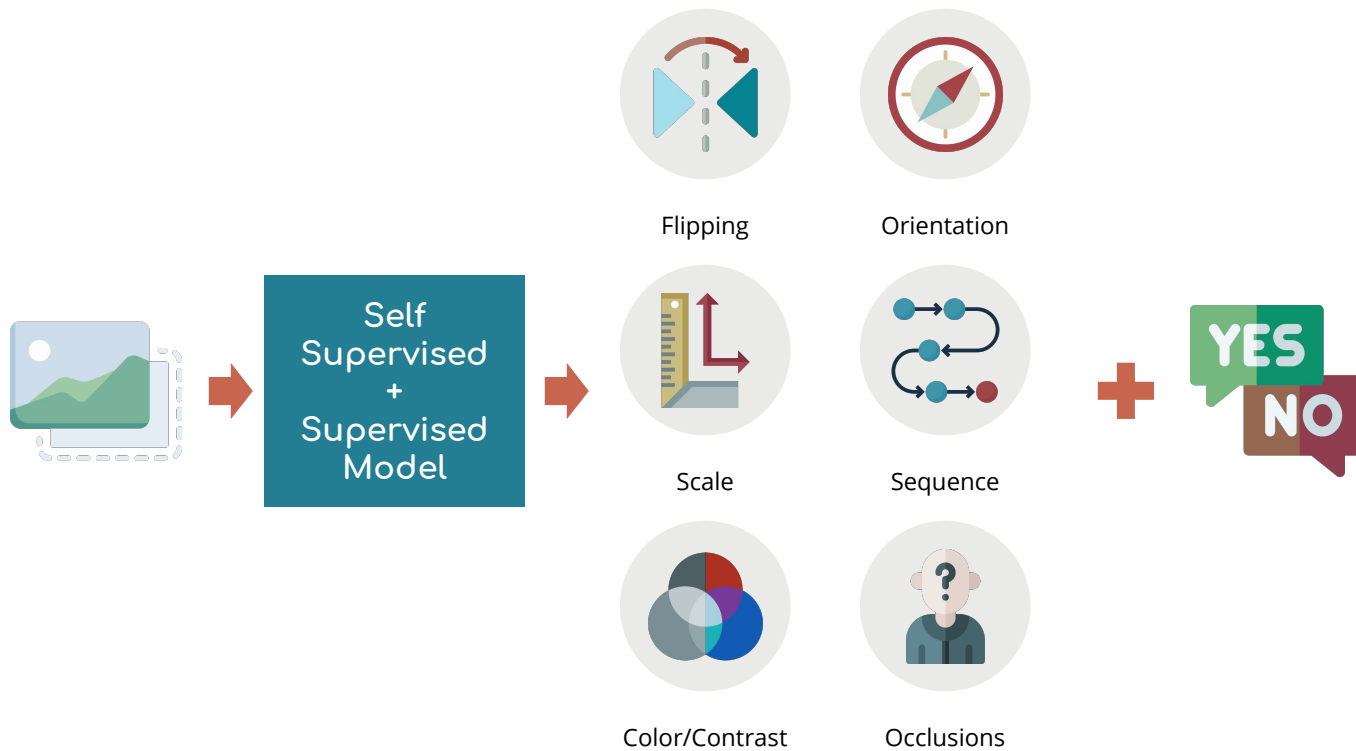 Flipping
Orientation
Self
Supervised
+
Supervised
Model
Scale
Sequence
YES
NO
?
Color/Contrast
Occlusions